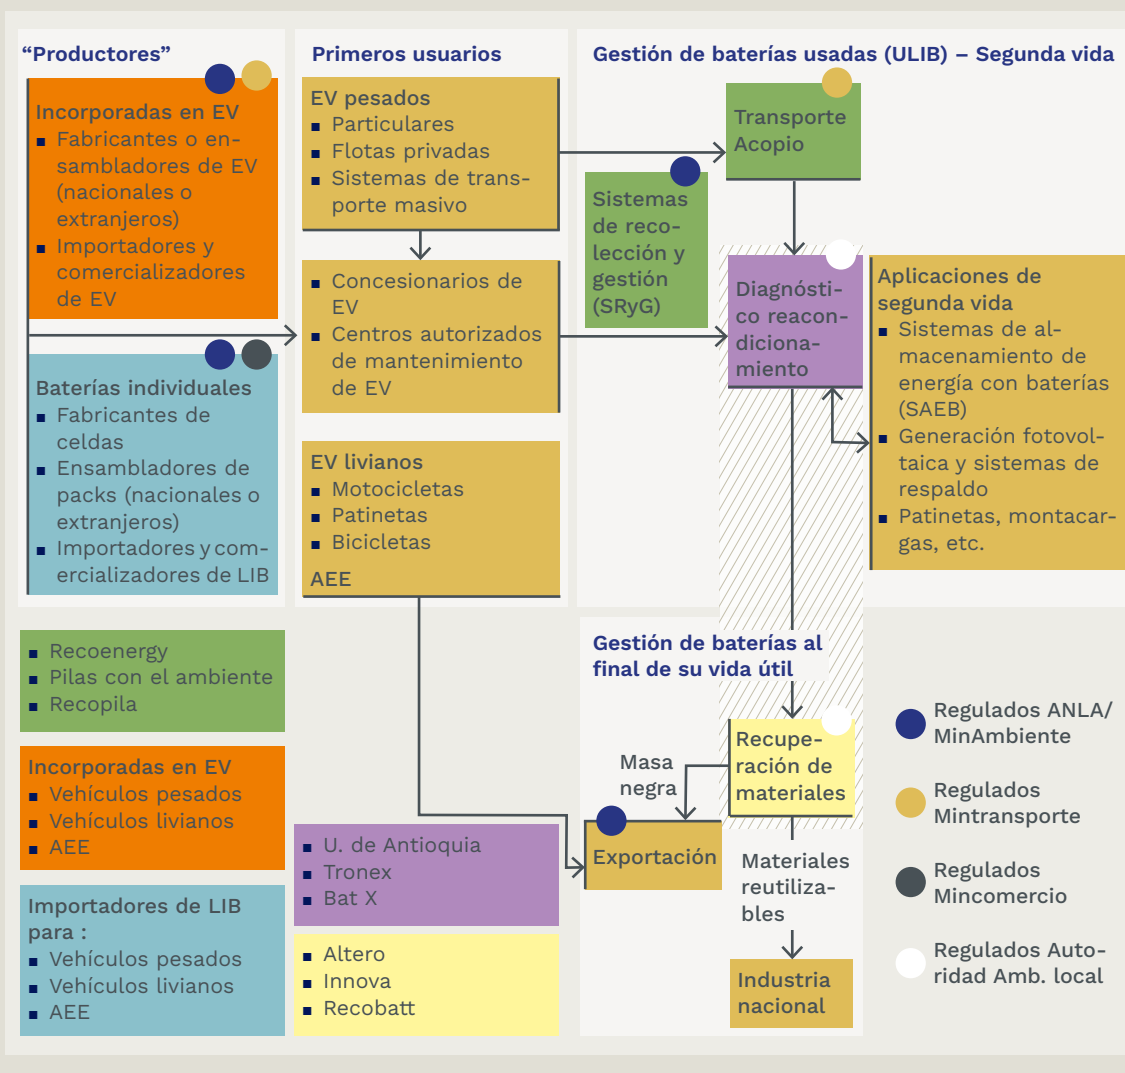 “Productores”
Incorporadas en EV
▪ Fabricantes o en-
sambladores de EV
(nacionales o
extranjeros)
▪ Importadores y
comercializadores
de EV
Baterías individuales
▪ Fabricantes de
celdas
▪ Ensambladores de
packs (nacionales o
extranjeros)
▪ Importadores y com-
ercializadores de LIB
Primeros usuarios
EV pesados
▪ Particulares
▪ Flotas privadas
▪ Sistemas de trans-
porte masivo
▪ Concesionarios de
EV
▪ Centros autorizados
de mantenimiento
de EV
EV livianos
▪ Motocicletas
▪ Patinetas
▪ Bicicletas
AEE
Gestión de baterías usadas (ULIB) – Segunda vida
Transporte
Acopio
Sistemas
de reco-
lección y
gestión
(SRyG)
Diagnósti-
co reacon-
diciona-
miento
Aplicaciones de
segunda vida
▪ Sistemas de al-
macenamiento de
energía con baterías
(SAEB)
▪ Generación fotovol-
taica y sistemas de
respaldo
▪ Patinetas, montacar-
gas, etc.
▪ Recoenergy
▪ Pilas con el ambiente
▪ Recopila
Incorporadas en EV
▪ Vehículos pesados
▪ Vehículos livianos
▪ AEE
Importadores de LIB
para :
▪ Vehículos pesados
▪ Vehículos livianos
▪ AEE
▪ U. de Antioquia
▪ Tronex
▪ Bat X
▪ Altero
▪ Innova
▪ Recobatt
Gestión de baterías al
final de su vida útil
Recupe-
ración de
materiales
Masa
negra
Exportación
Materiales
reutiliza-
bles
Industria
nacional
Regulados ANLA/
MinAmbiente
Regulados
Mintransporte
Regulados
Mincomercio
Regulados Auto-
ridad Amb. local